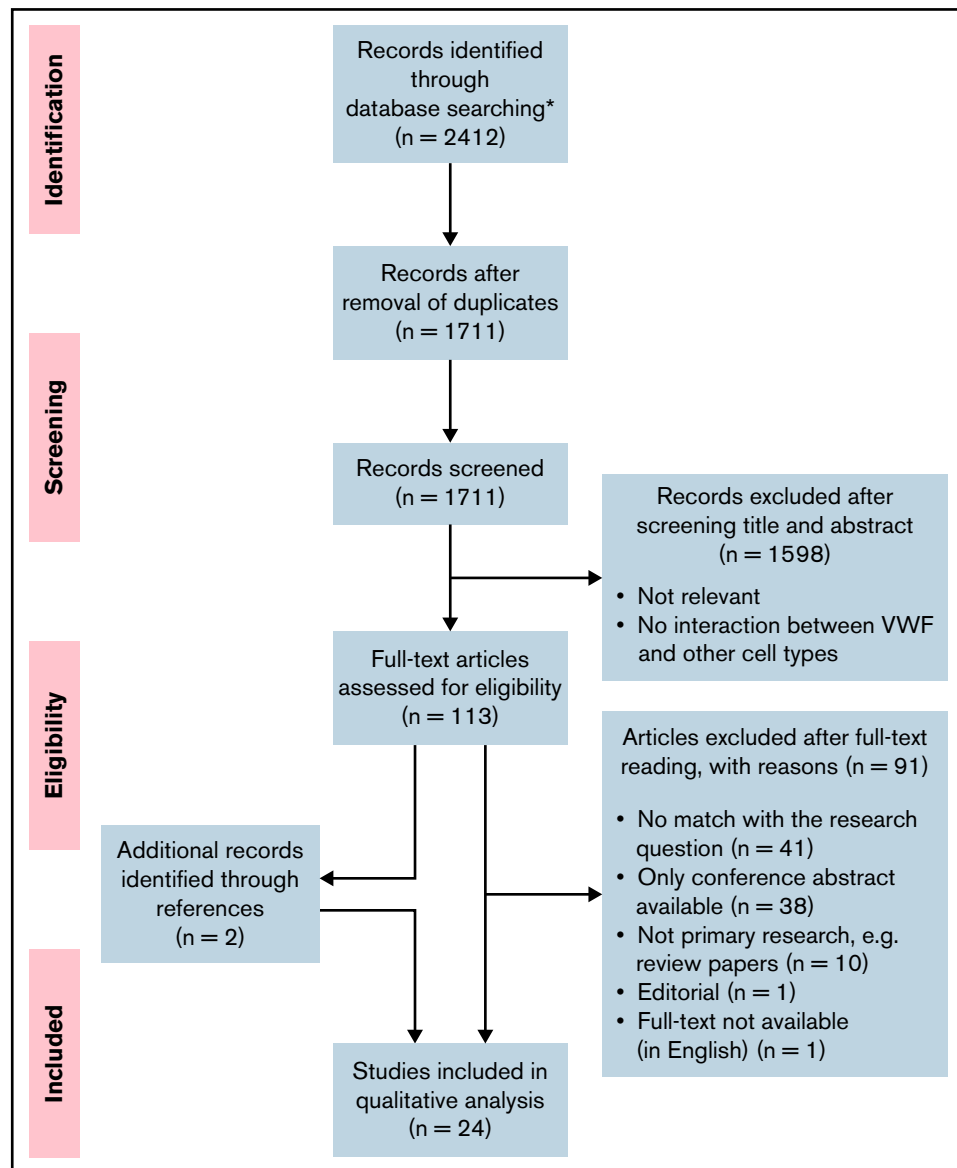 Identification
Records identified
through
database searching*
(n = 2412)
Records after
removal of duplicates
(n = 1711)
Screening
Records screened
(n = 1711)
Records excluded after
screening title and abstract
(n = 1598)
• Not relevant
• No interaction between VWF
and other cell types
Eligibility
Full-text articles
assessed for eligibility
(n = 113)
Articles excluded after full-text
reading, with reasons (n = 91)
• No match with the research
question (n = 41)
• Only conference abstract
available (n = 38)
• Not primary research, e.g.
review papers (n = 10)
• Editorial (n = 1)
• Full-text not available
(in English) (n = 1)
Additional records
identified through
references
(n = 2)
Included
Studies included in
qualitative analysis
(n = 24)